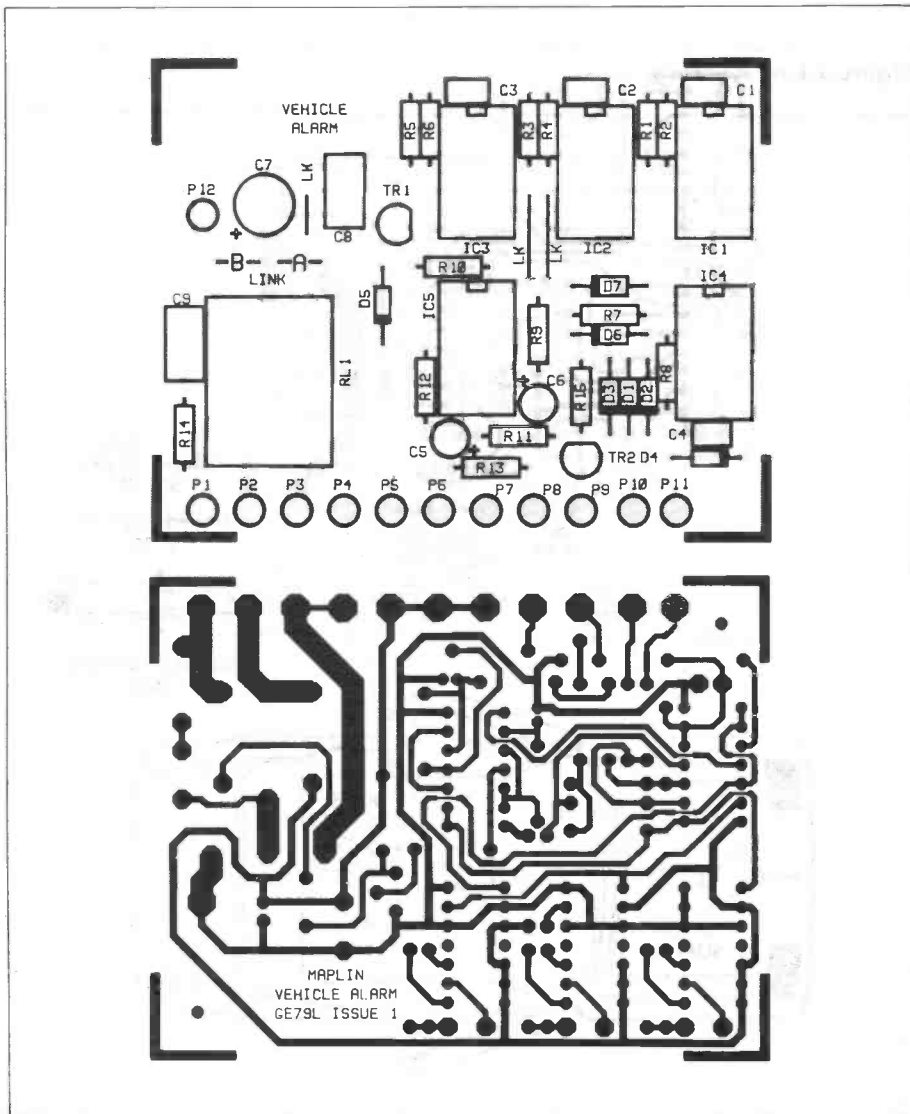 VEHICLE
ALARM
C3
C2
C1
R5
R6
R3
R4
R1
R2
LK
C7
P12
+
C8
TR1
IC3
LK
LK
IC2
IC1
B
A
LINK
R10
D7
IC4
C9
D5
IC5
R9
R7
D6
RL1
R12
+
C6
R16
D3
D1
D2
R8
R14
C5
+
R11
C4
R13
TR2
D4
P1
P2
P3
P4
P5
P6
P7
P8
P9
P10
P11
MAPLIN
VEHICLE ALARM
GE79L ISSUE 1